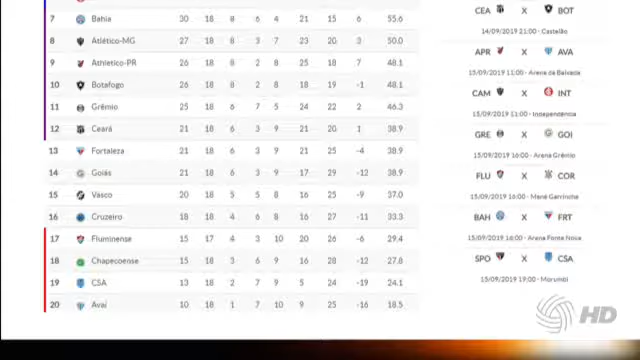 7 Bahia 30 18 8 6 4 21 15 6 55.6
8 Atlético-MG 27 18 8 3 7 23 20 3 50.0
9 Athletico-PR 26 18 8 2 8 25 18 7 48.1
10 Botafogo 26 18 8 2 8 18 19 -1 48.1
11 Grêmio 25 18 6 7 5 24 22 2 46.3
12 Ceará 21 18 6 3 9 21 20 1 38.9
13 Fortaleza 21 18 6 3 9 21 25 -4 38.9
14 Goiás 21 18 6 3 9 17 29 -12 38.9
15 Vasco 20 18 5 5 8 16 25 -9 37.0
16 Cruzeiro 18 18 4 6 8 16 27 -11 33.3
17 Fluminense 15 17 4 3 10 20 26 -6 29.4
18 Chapecoense 15 18 3 6 9 16 28 -12 27.8
19 CSA 13 18 2 7 9 5 24 -19 24.1
20 Avaí 10 18 1 7 10 9 25 -16 18.5
CEA X BOT
14/09/2019 21:00 - Castelão
APR X AVA
15/09/2019 11:00 - Arena da Baixada
CAM X INT
15/09/2019 11:00 - Independência
GRE X GOI
15/09/2019 16:00 - Arena Grêmio
FLU X COR
15/09/2019 16:00 - Mané Garrincha
BAH X FRT
15/09/2019 16:00 - Arena Fonte Nova
SPO X CSA
15/09/2019 19:00 - Morumbi
HD